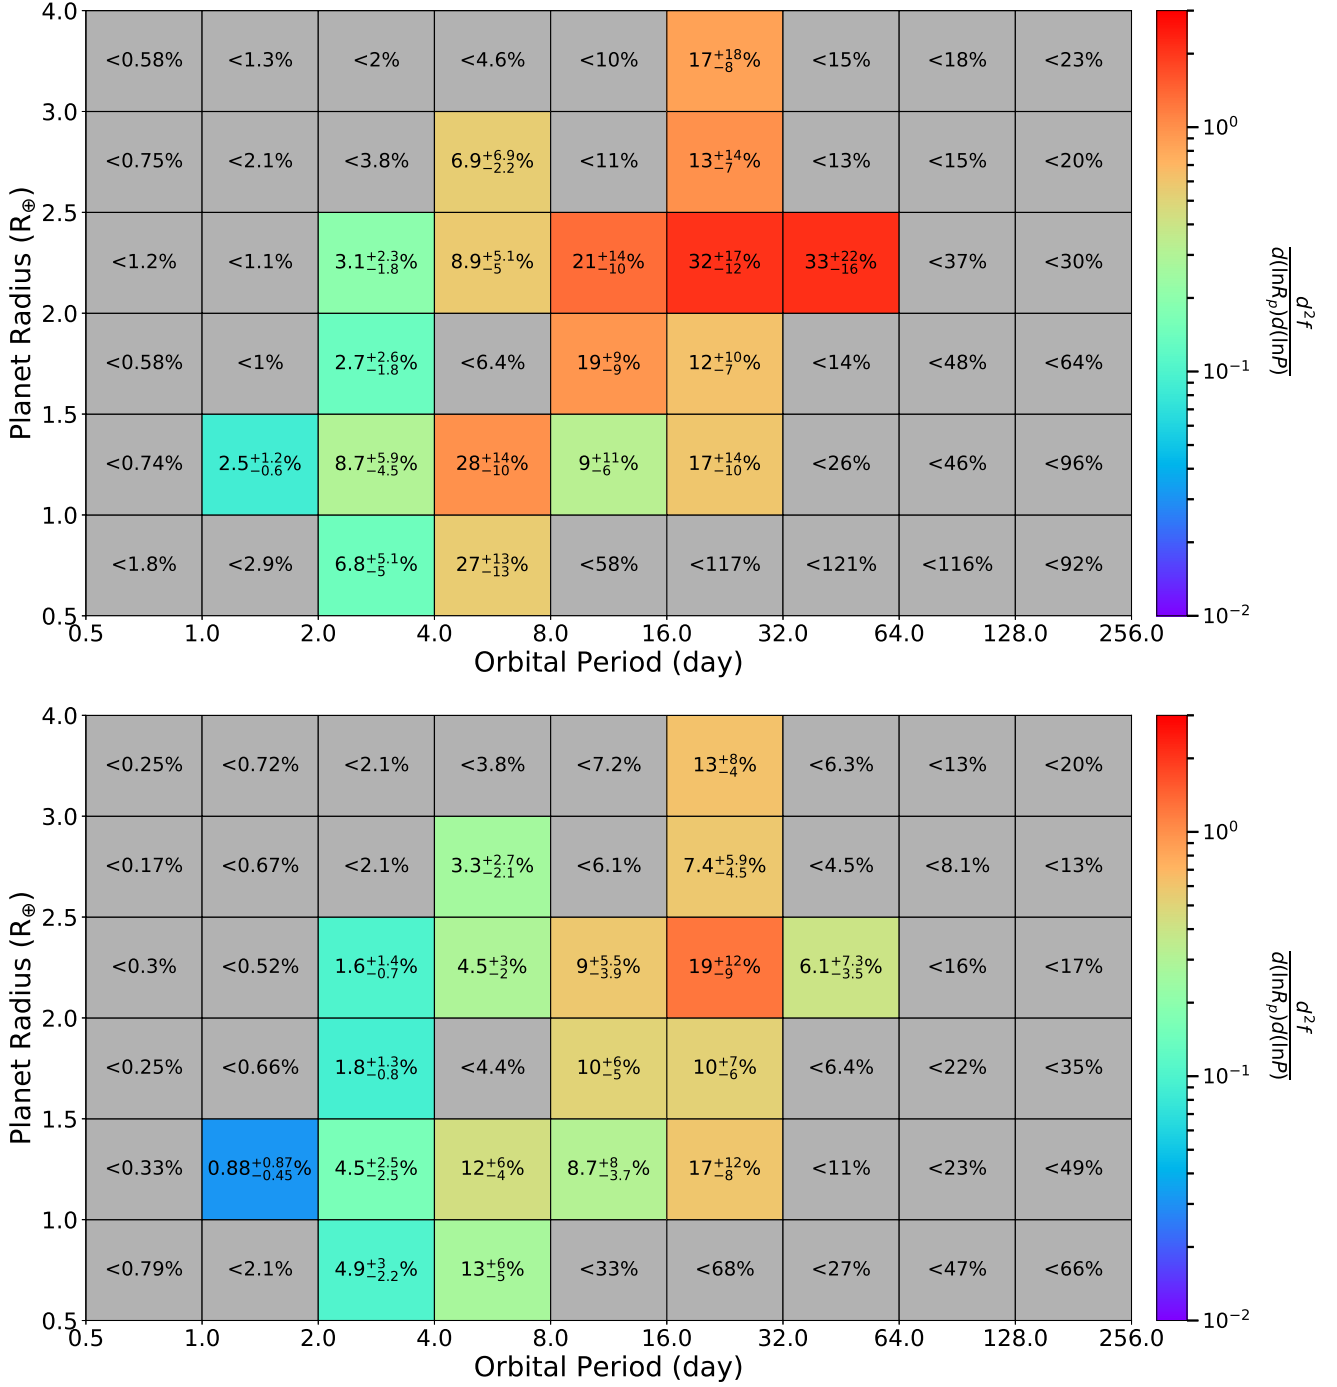 4.0 <0.58% <1.3% <2% <4.6% <10% 17+18−8% <15% <18% <23%
3.0 <0.75% <2.1% <3.8% 6.9+6.9−2.2% <11% 13+14−7% <13% <15% <20% 10^0
2.5 <1.2% <1.1% 3.1+2.3−1.8% 8.9+5.1−5% 21+14−10% 32+17−12% 33+22−16% <37% <30%
2.0 <0.58% <1% 2.7+2.6−1.8% <6.4% 19+9−9% 12+10−7% <14% <48% <64% 10^−1
1.5 <0.74% 2.5+1.2−0.6% 8.7+5.9−4.5% 28+14−10% 9+11−6% 17+14−10% <26% <46% <96%
1.0 <1.8% <2.9% 6.8+5.1−5% 27+13−13% <58% <117% <121% <116% <92%
0.5 10^−2
0.5 1.0 2.0 4.0 8.0 16.0 32.0 64.0 128.0 256.0
Orbital Period (day)
Planet Radius (R⊕)
d²f
d(lnRp)d(lnP)
4.0 <0.25% <0.72% <2.1% <3.8% <7.2% 13+8−4% <6.3% <13% <20%
3.0 <0.17% <0.67% <2.1% 3.3+2.7−2.1% <6.1% 7.4+5.9−4.5% <4.5% <8.1% <13% 10^0
2.5 <0.3% <0.52% 1.6+1.4−0.7% 4.5+3−2% 9+5.5−3.9% 19+12−9% 6.1+7.3−3.5% <16% <17%
2.0 <0.25% <0.66% 1.8+1.3−0.8% <4.4% 10+6−5% 10+7−6% <6.4% <22% <35% 10^−1
1.5 <0.33% 0.88+0.87−0.45% 4.5+2.5−2.5% 12+6−4% 8.7+8−3.7% 17+12−8% <11% <23% <49%
1.0 <0.79% <2.1% 4.9+3−2.2% 13+6−5% <33% <68% <27% <47% <66%
0.5 10^−2
0.5 1.0 2.0 4.0 8.0 16.0 32.0 64.0 128.0 256.0
Orbital Period (day)
Planet Radius (R⊕)
d²f
d(lnRp)d(lnP)